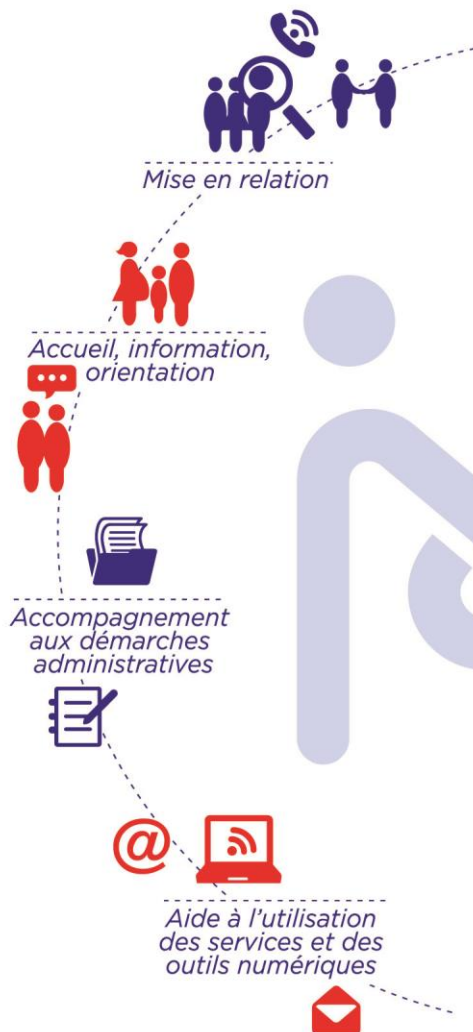 Mise en relation
Accueil, information,
orientation
Accompagnement
aux démarches
administratives
@
Aide à l'utilisation
des services et des
outils numériques